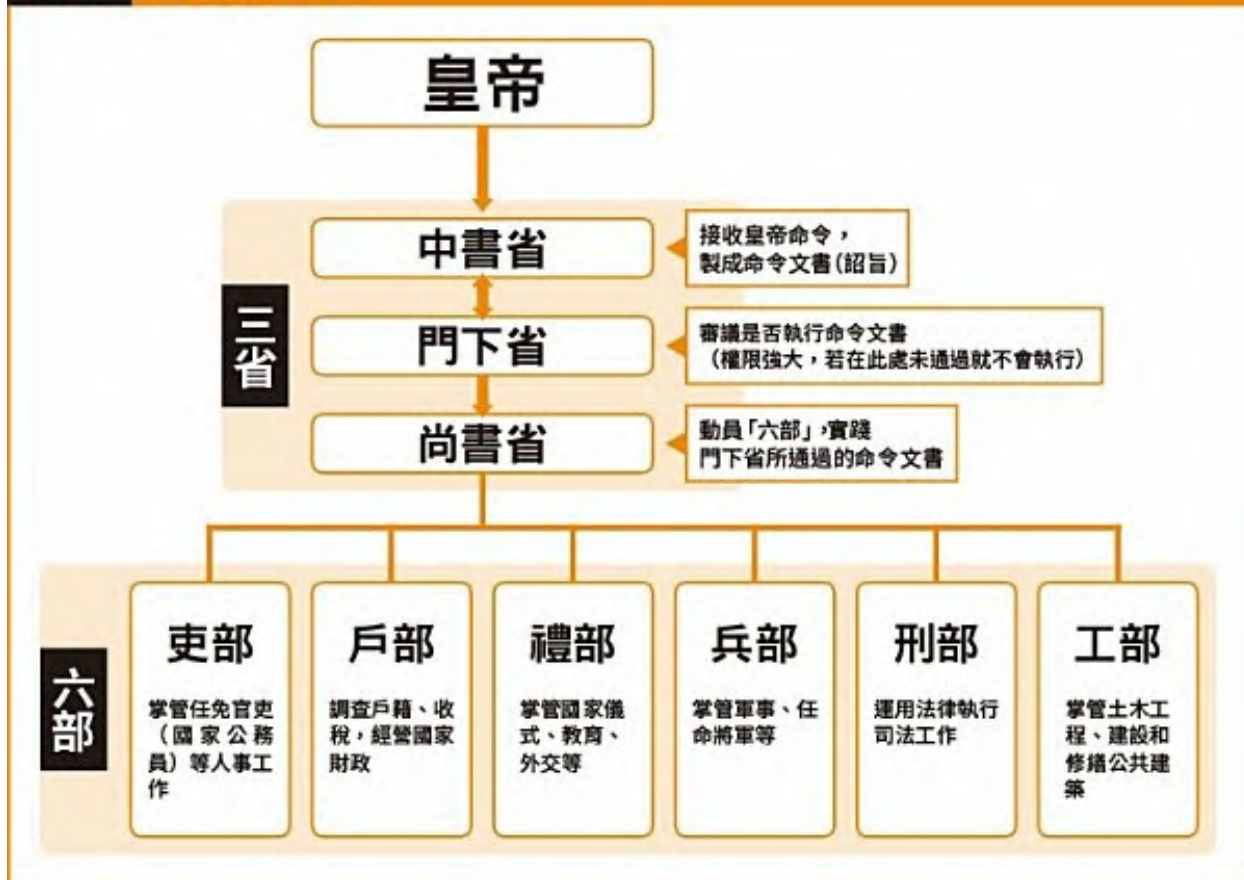 皇帝
中書省
接收皇帝命令，
製成命令文書(詔旨)
三省
門下省
審議是否執行命令文書
（權限強大，若在此處未通過就不會執行）
尚書省
動員「六部」，實踐
門下省所通過的命令文書
六部
吏部
掌管任免官吏
（國家公務
員）等人事工
作
戶部
調查戶籍、收
稅，經營國家
財政
禮部
掌管國家儀
式、教育、
外交等
兵部
掌管軍事、任
命將軍等
刑部
運用法律執行
司法工作
工部
掌管土木工
程、建設和
修繕公共建
築